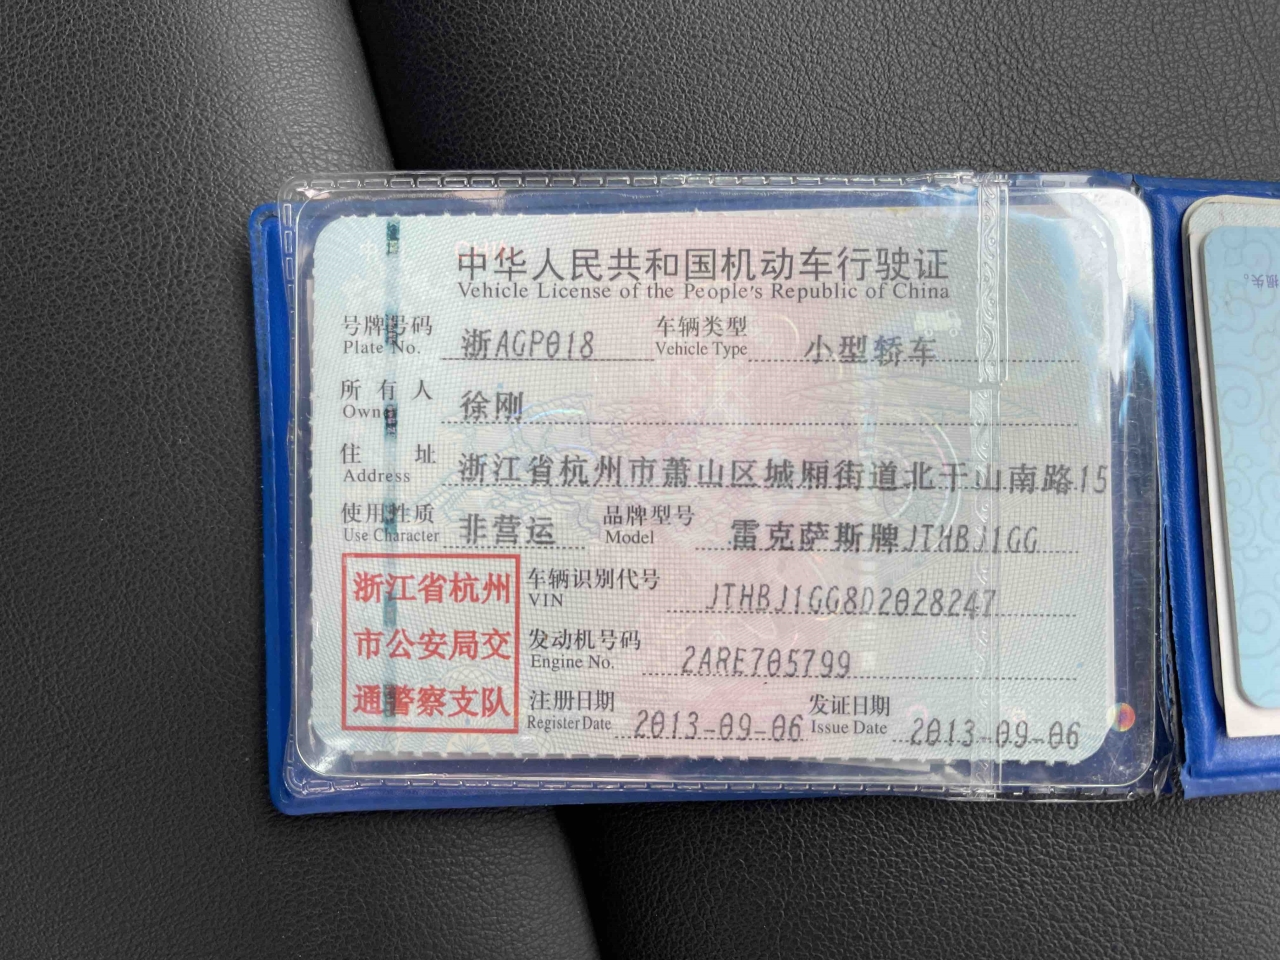 中华人民共和国机动车行驶证
Vehicle License of the People's Republic of China
号牌号码 浙AGP018 车辆类型 小型轿车
Plate No. Vehicle Type
所有人 徐刚
Owner
住址 浙江省杭州市萧山区城厢街道北干山南路15
Address
使用性质 非营运 品牌型号 雷克萨斯牌JTHBJ1GG
Use Character Model
浙江省杭州
市公安局交
通警察支队
车辆识别代号 JTHBJ1GG8D2028247
VIN
发动机号码 2ARE705799
Engine No.
注册日期 2013-09-06 发证日期 2013-09-06
Register Date Issue Date
损失。